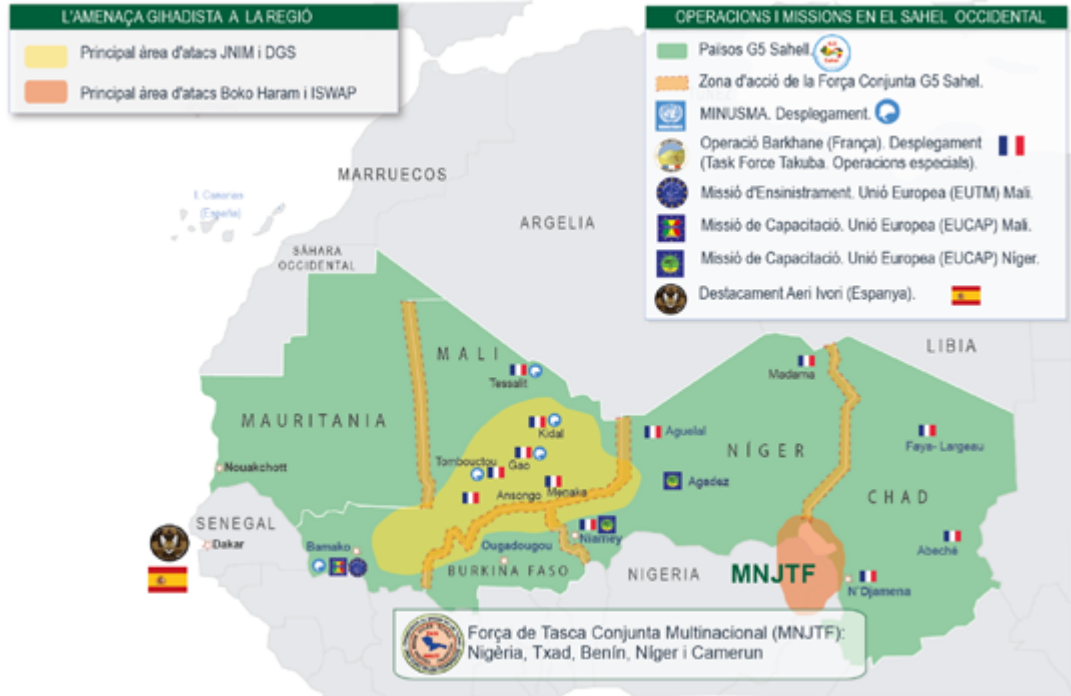 L'AMENAÇA GIHADISTA A LA REGIÓ
Principal àrea d'atacs JNIM i DGS
Principal àrea d'atacs Boko Haram i ISWAP
OPERACIONS I MISSIONS EN EL SAHEL OCCIDENTAL
Països G5 Sahell.
Zona d'acció de la Força Conjunta G5 Sahel.
MINUSMA. Desplegament.
Operació Barkhane (França). Desplegament
(Task Force Takuba. Operacions especials).
Missió d'Ensinistrament. Unió Europea (EUTM) Mali.
Missió de Capacitació. Unió Europea (EUCAP) Mali.
Missió de Capacitació. Unió Europea (EUCAP) Níger.
Destacament Aeri Ivori (Espanya).
MARRUECOS
I. Canarias
(España)
ARGELIA
SÁHARA
OCCIDENTAL
LIBIA
MALI
Tessalit
Madama
MAURITANIA
Kidal
Aguelal
NÍGER
Faya- Largeau
Tombouctou
Gao
Nouakchott
Ansongo
Menaka
Agadez
CHAD
SENEGAL
Dakar
Bamako
Ougadougou
Niamey
Abeché
BURKINA FASO
NIGERIA
MNJTF
N'Djamena
Força de Tasca Conjunta Multinacional (MNJTF):
Nigèria, Txad, Benín, Níger i Camerun